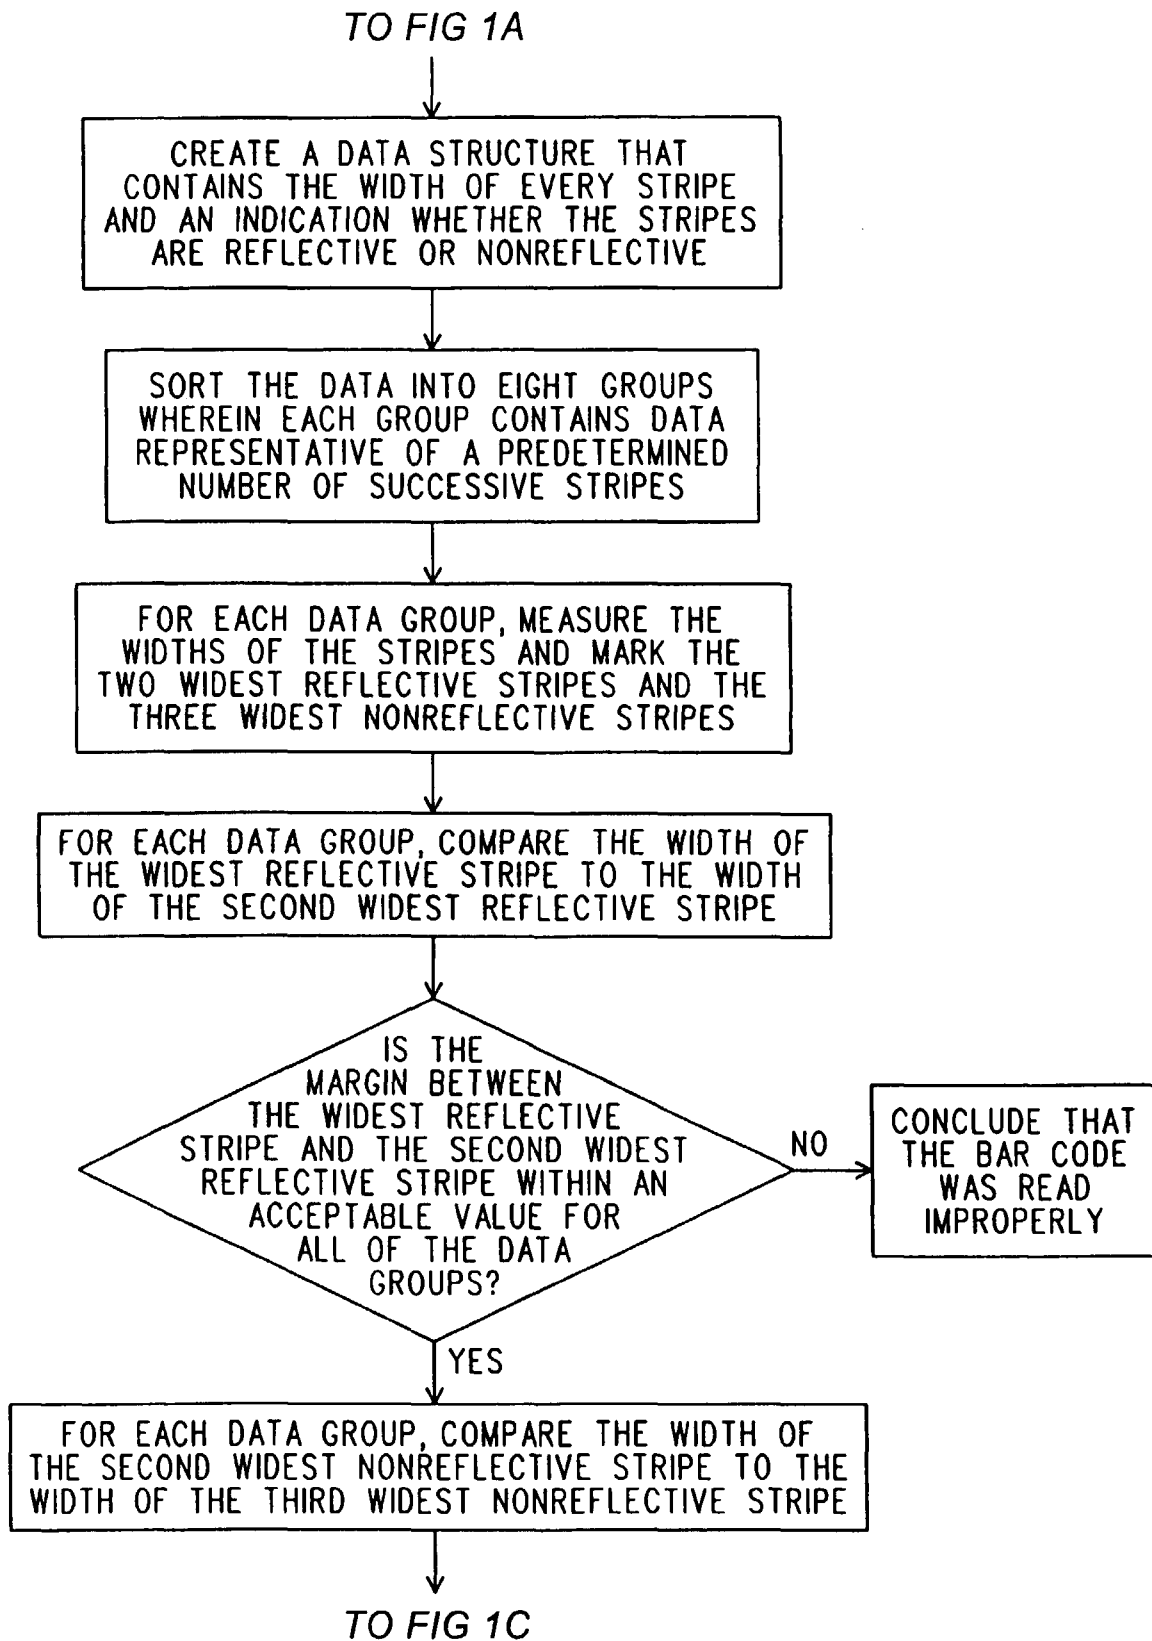 TO FIG 1A
CREATE A DATA STRUCTURE THAT
CONTAINS THE WIDTH OF EVERY STRIPE
AND AN INDICATION WHETHER THE STRIPES
ARE REFLECTIVE OR NONREFLECTIVE
SORT THE DATA INTO EIGHT GROUPS
WHEREIN EACH GROUP CONTAINS DATA
REPRESENTATIVE OF A PREDETERMINED
NUMBER OF SUCCESSIVE STRIPES
FOR EACH DATA GROUP, MEASURE THE
WIDTHS OF THE STRIPES AND MARK THE
TWO WIDEST REFLECTIVE STRIPES AND THE
THREE WIDEST NONREFLECTIVE STRIPES
FOR EACH DATA GROUP, COMPARE THE WIDTH OF
THE WIDEST REFLECTIVE STRIPE TO THE WIDTH
OF THE SECOND WIDEST REFLECTIVE STRIPE
IS THE
MARGIN BETWEEN
THE WIDEST REFLECTIVE
STRIPE AND THE SECOND WIDEST
REFLECTIVE STRIPE WITHIN AN
ACCEPTABLE VALUE FOR
ALL OF THE DATA
GROUPS?
NO
CONCLUDE THAT
THE BAR CODE
WAS READ
IMPROPERLY
YES
FOR EACH DATA GROUP, COMPARE THE WIDTH OF
THE SECOND WIDEST NONREFLECTIVE STRIPE TO THE
WIDTH OF THE THIRD WIDEST NONREFLECTIVE STRIPE
TO FIG 1C